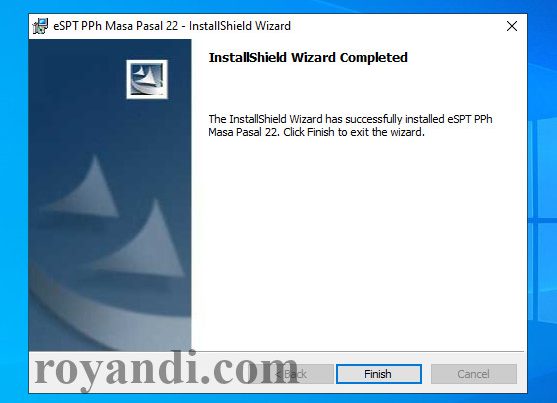 eSPT PPh Masa Pasal 22 - InstallShield Wizard
InstallShield Wizard Completed
The InstallShield Wizard has successfully installed eSPT PPh
Masa Pasal 22. Click Finish to exit the wizard.
royandi.com
< Back
Finish
Cancel